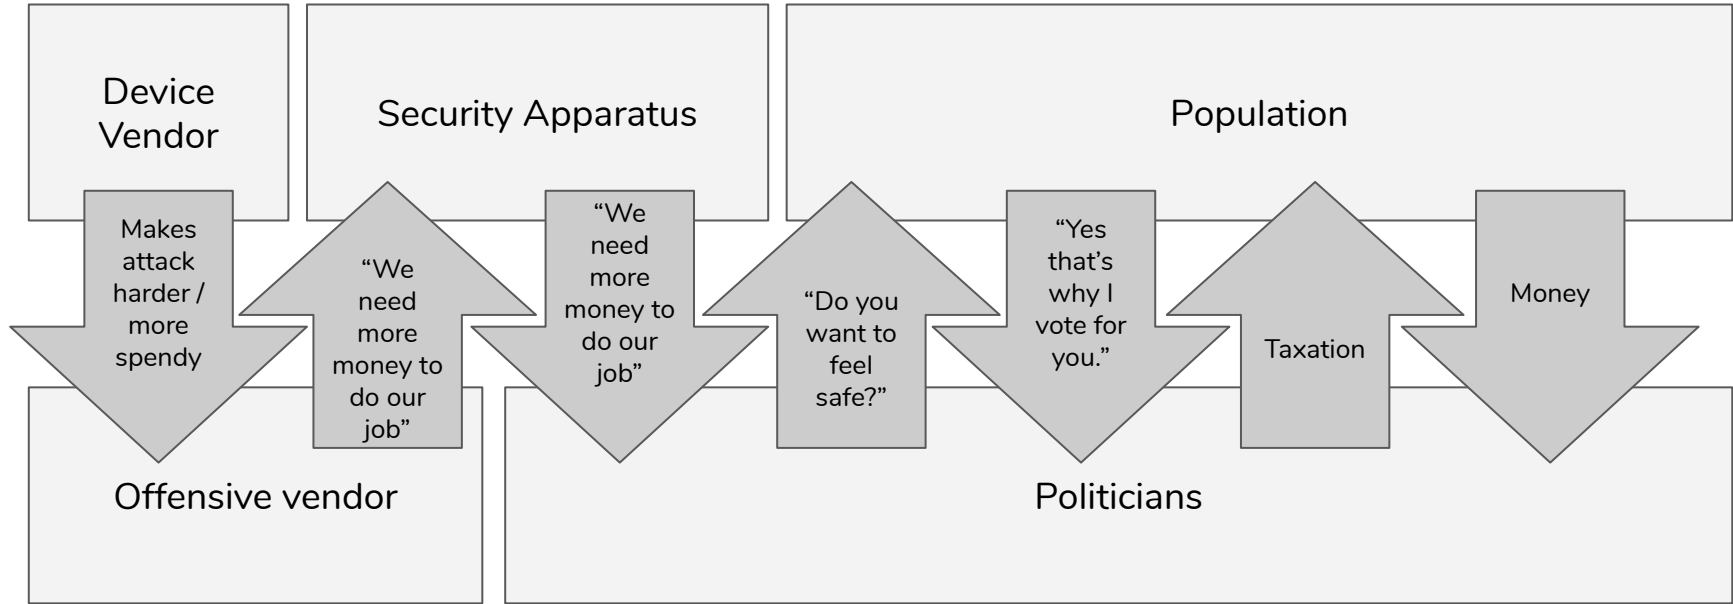 Device
Vendor
Security Apparatus
Population
Makes
attack
harder /
more
spendy
“We
need
more
money to
do our
job”
“We
need
more
money to
do our
job”
“Do you
want to
feel
safe?”
“Yes
that’s
why I
vote for
you.”
Taxation
Money
Offensive vendor
Politicians